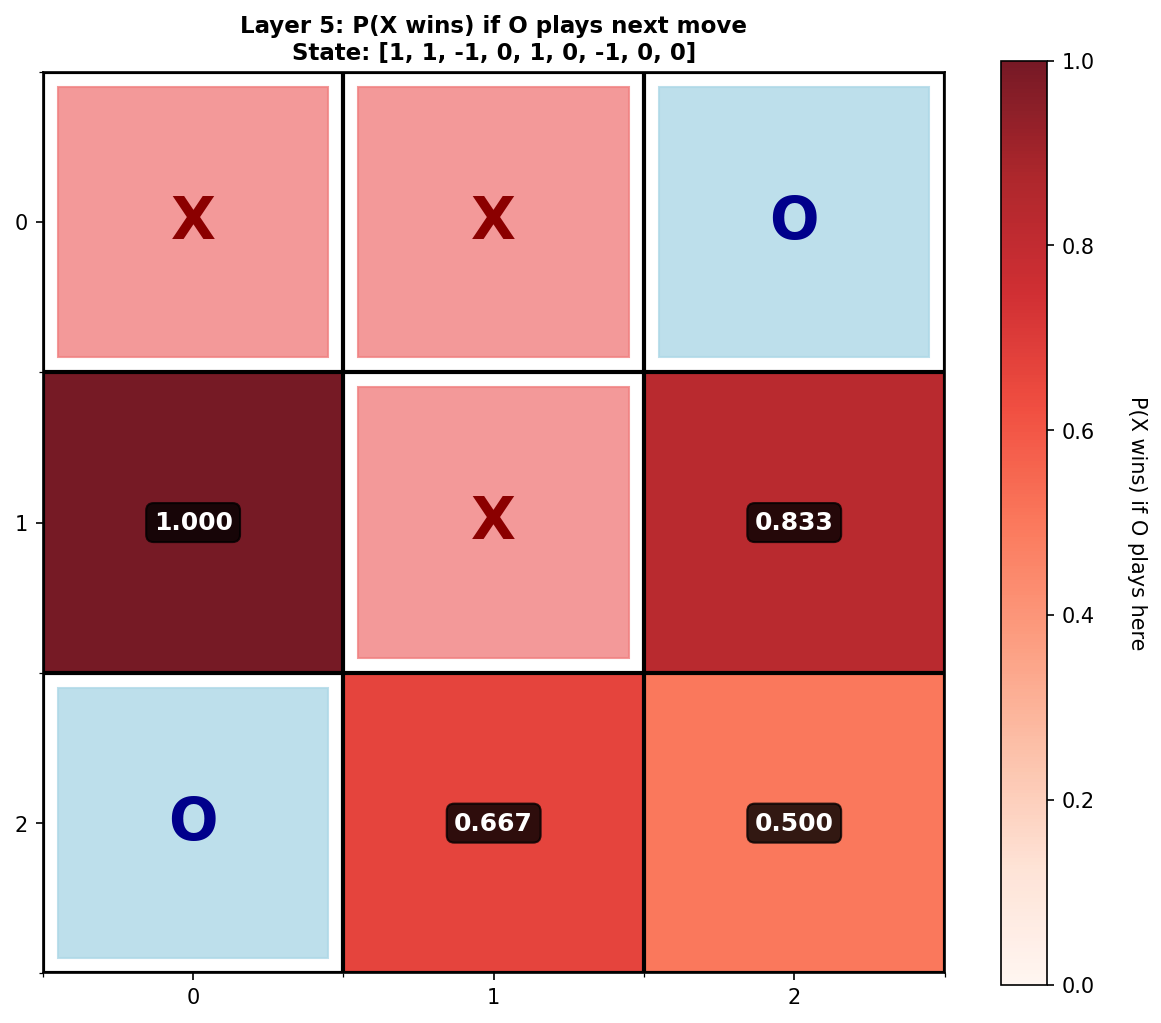 Layer 5: P(X wins) if O plays next move
State: [1, 1, -1, 0, 1, 0, -1, 0, 0]
X
X
O
0
1.000
X
0.833
1
O
0.667
0.500
2
0
1
2
1.0
0.8
0.6
0.4
0.2
0.0
P(X wins) if O plays here